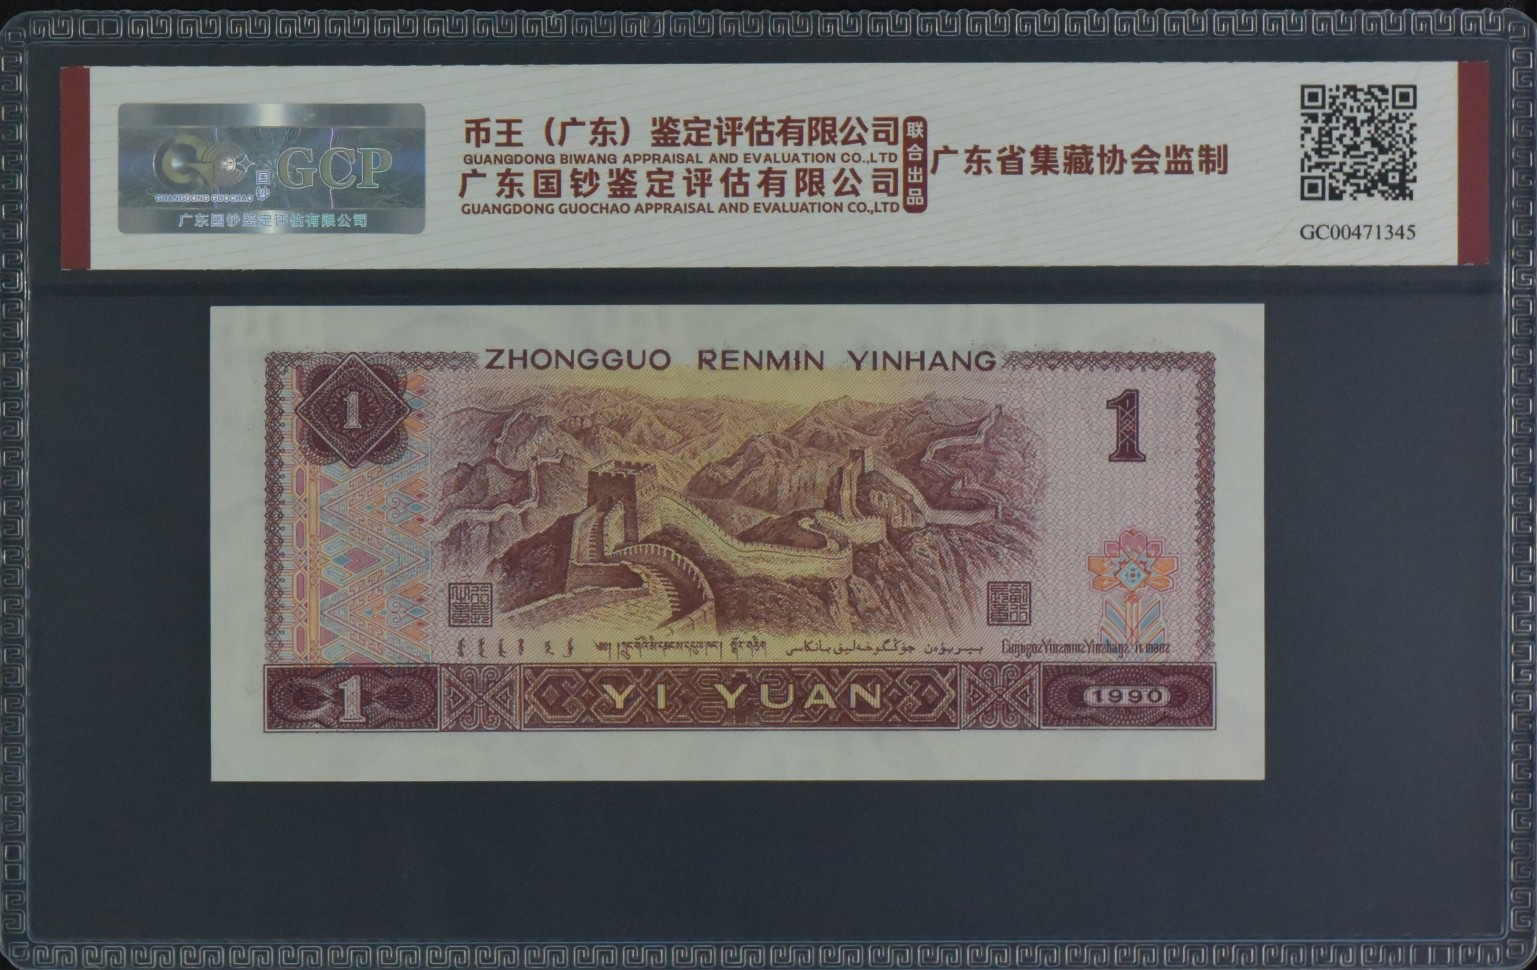 币王（广东）鉴定评估有限公司
GUANGDONG BIWANG APPRAISAL AND EVALUATION CO.,LTD
广东国钞鉴定评估有限公司
GUANGDONG GUOCHAO APPRAISAL AND EVALUATION CO.,LTD
联合出品
广东省集藏协会监制
GC00471345
GCP
国钞
GUANGDONG GUOCHAO
广东国钞鉴定评估有限公司
ZHONGGUO RENMIN YINHANG
1
1
1
YI YUAN
1990